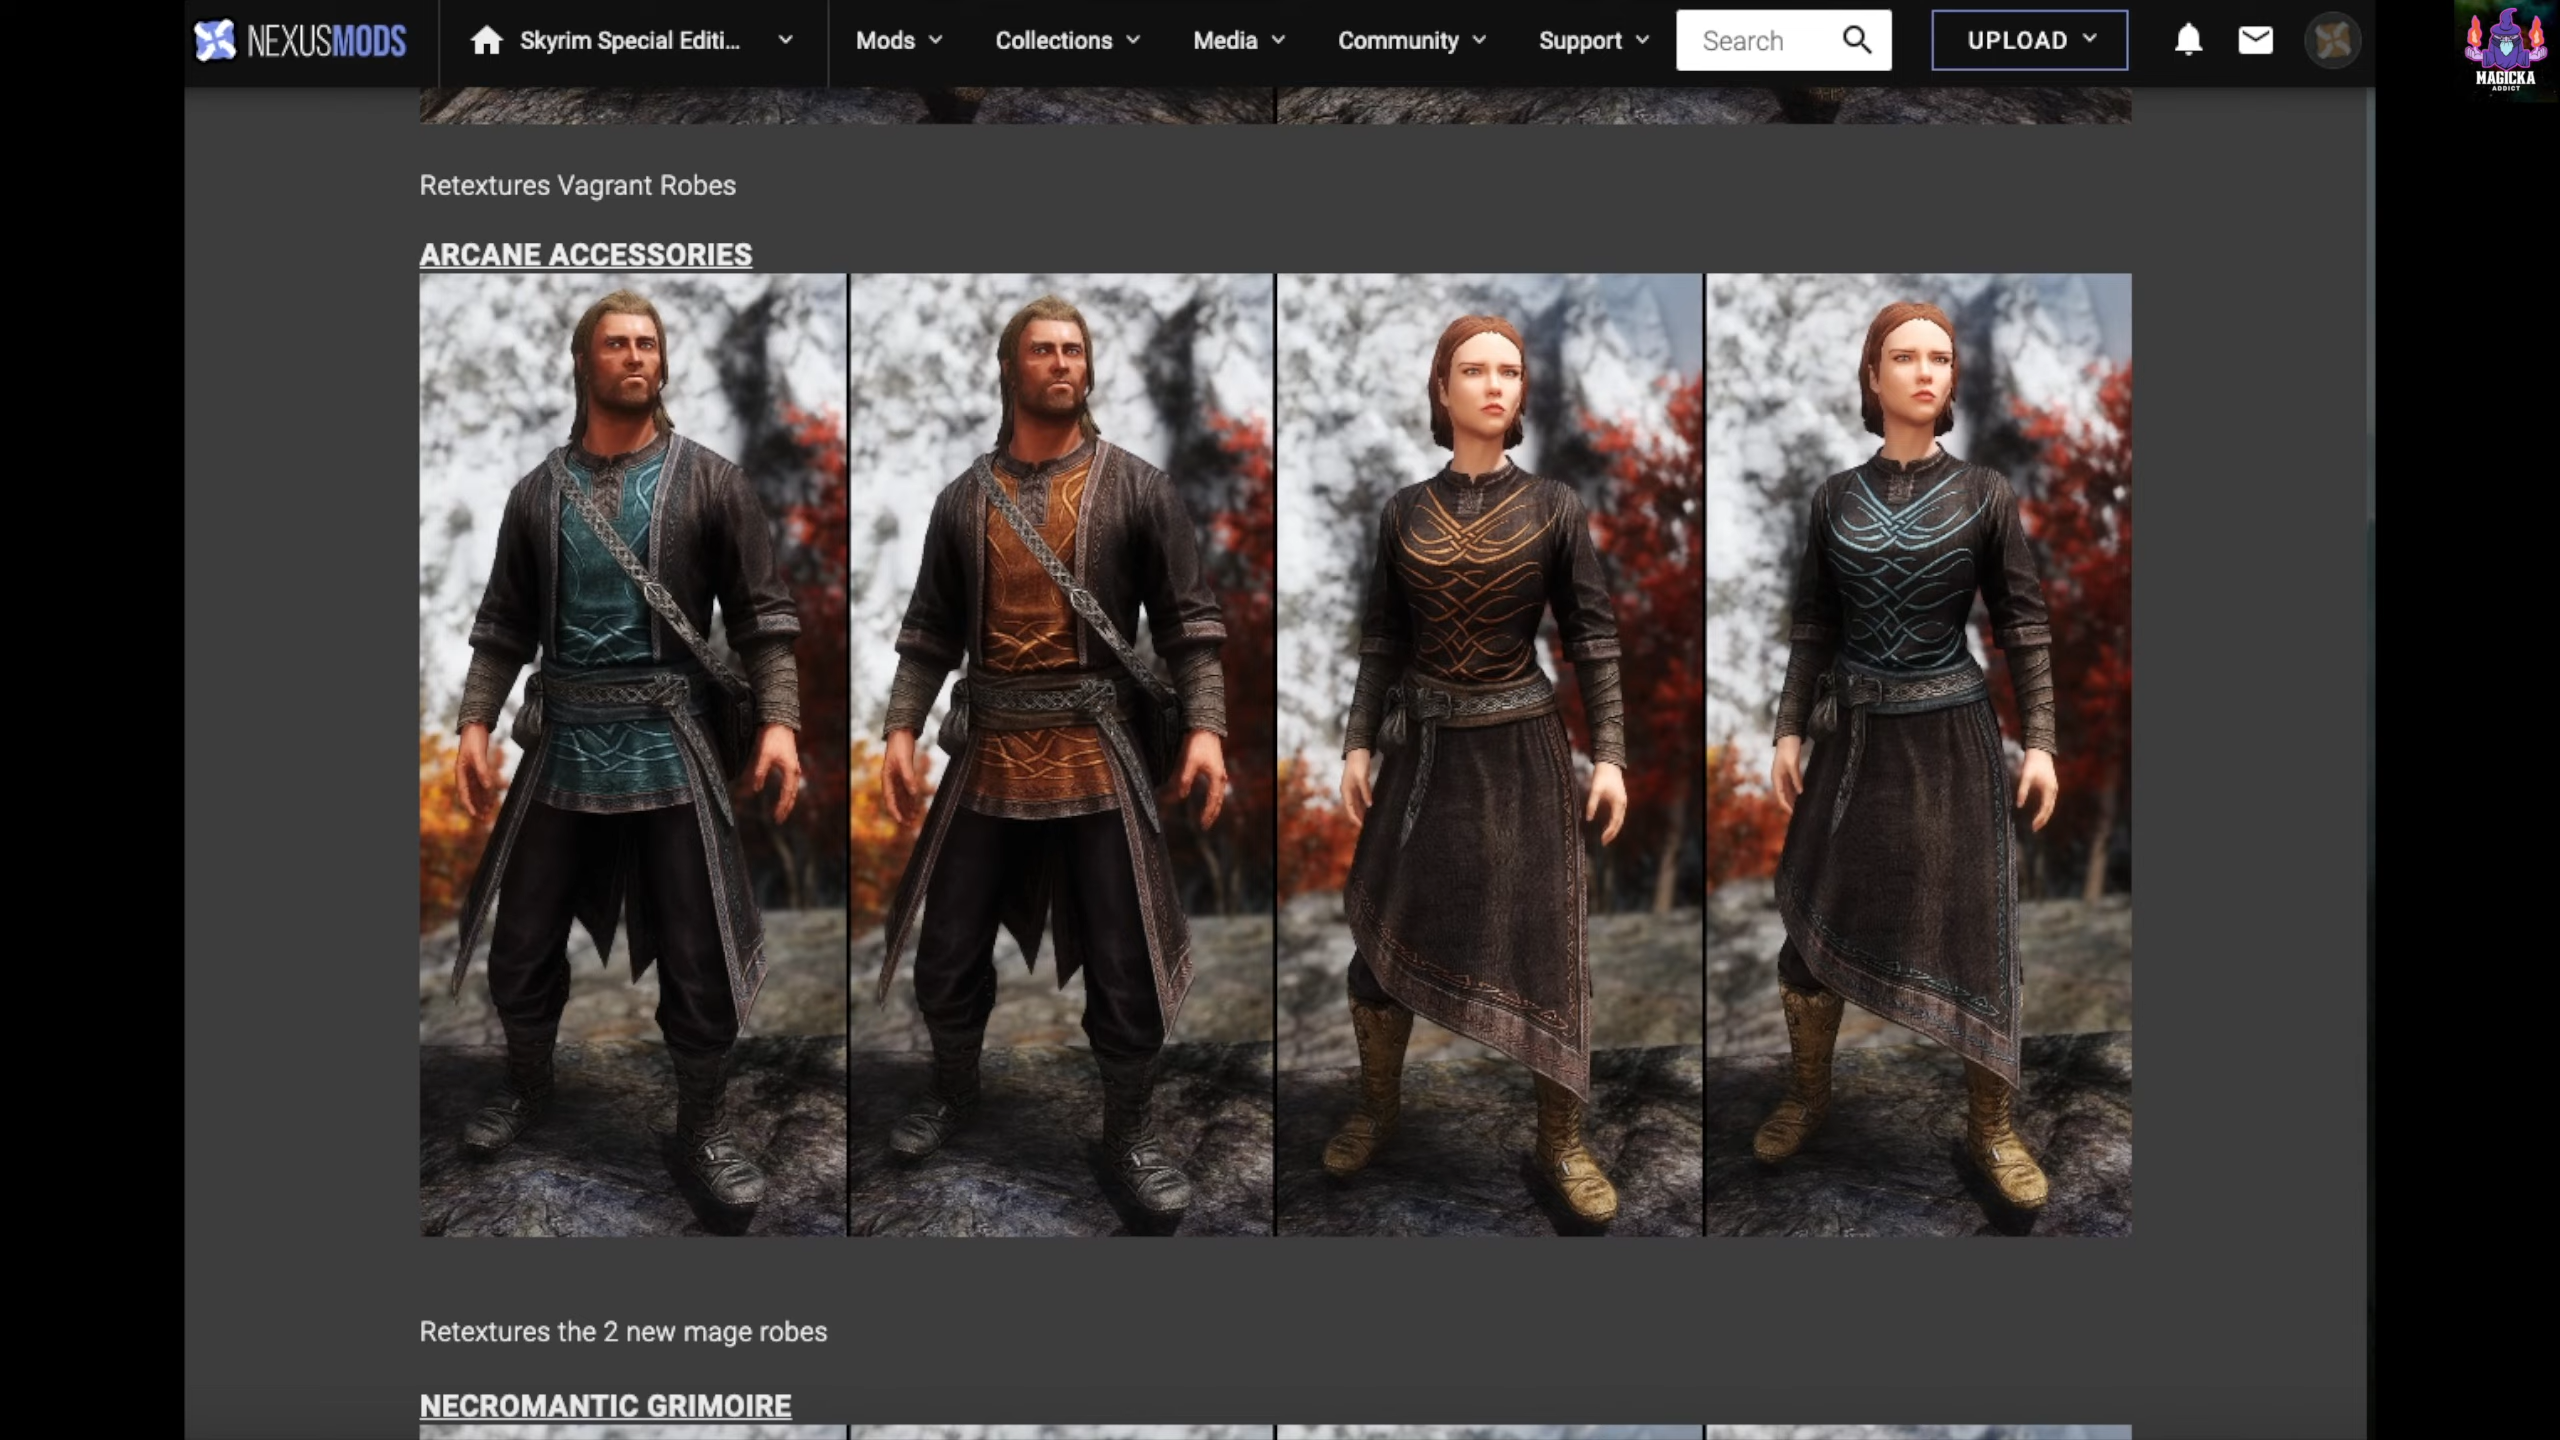 NEXUSMODS
Skyrim Special Editi...
Mods
Collections
Media
Community
Support
Search
UPLOAD
MAGICKA
ADDICT
Retextures Vagrant Robes
ARCANE ACCESSORIES
Retextures the 2 new mage robes
NECROMANTIC GRIMOIRE